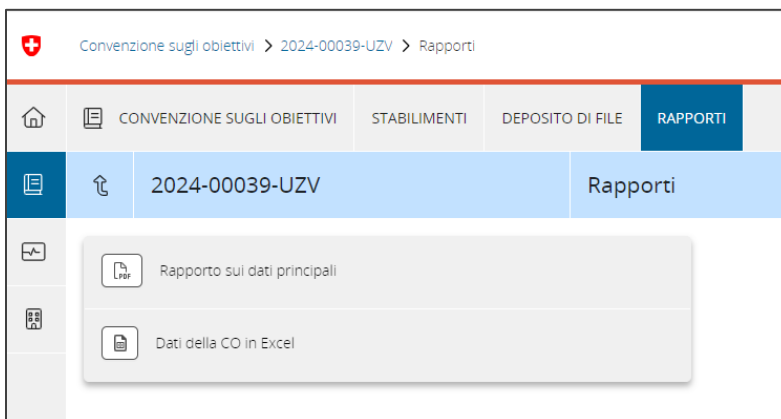 Convenzione sugli obiettivi > 2024-00039-UZV > Rapporti
CONVENZIONE SUGLI OBIETTIVI STABILIMENTI DEPOSITO DI FILE RAPPORTI
2024-00039-UZV Rapporti
PDF Rapporto sui dati principali
Dati della CO in Excel